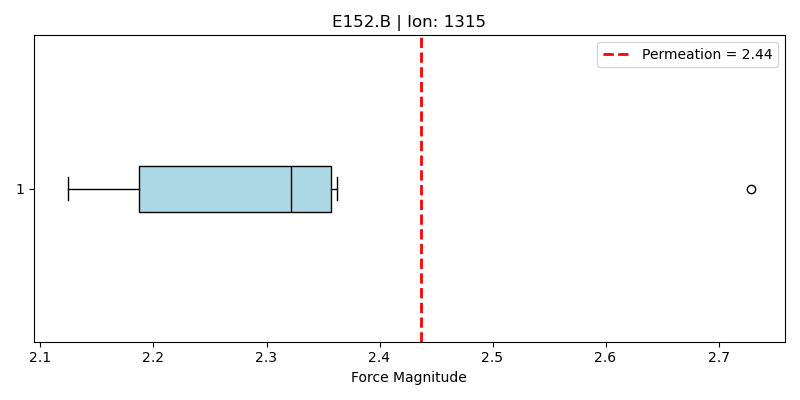 E152.B | Ion: 1315
Permeation = 2.44
1
2.1 2.2 2.3 2.4 2.5 2.6 2.7
Force Magnitude